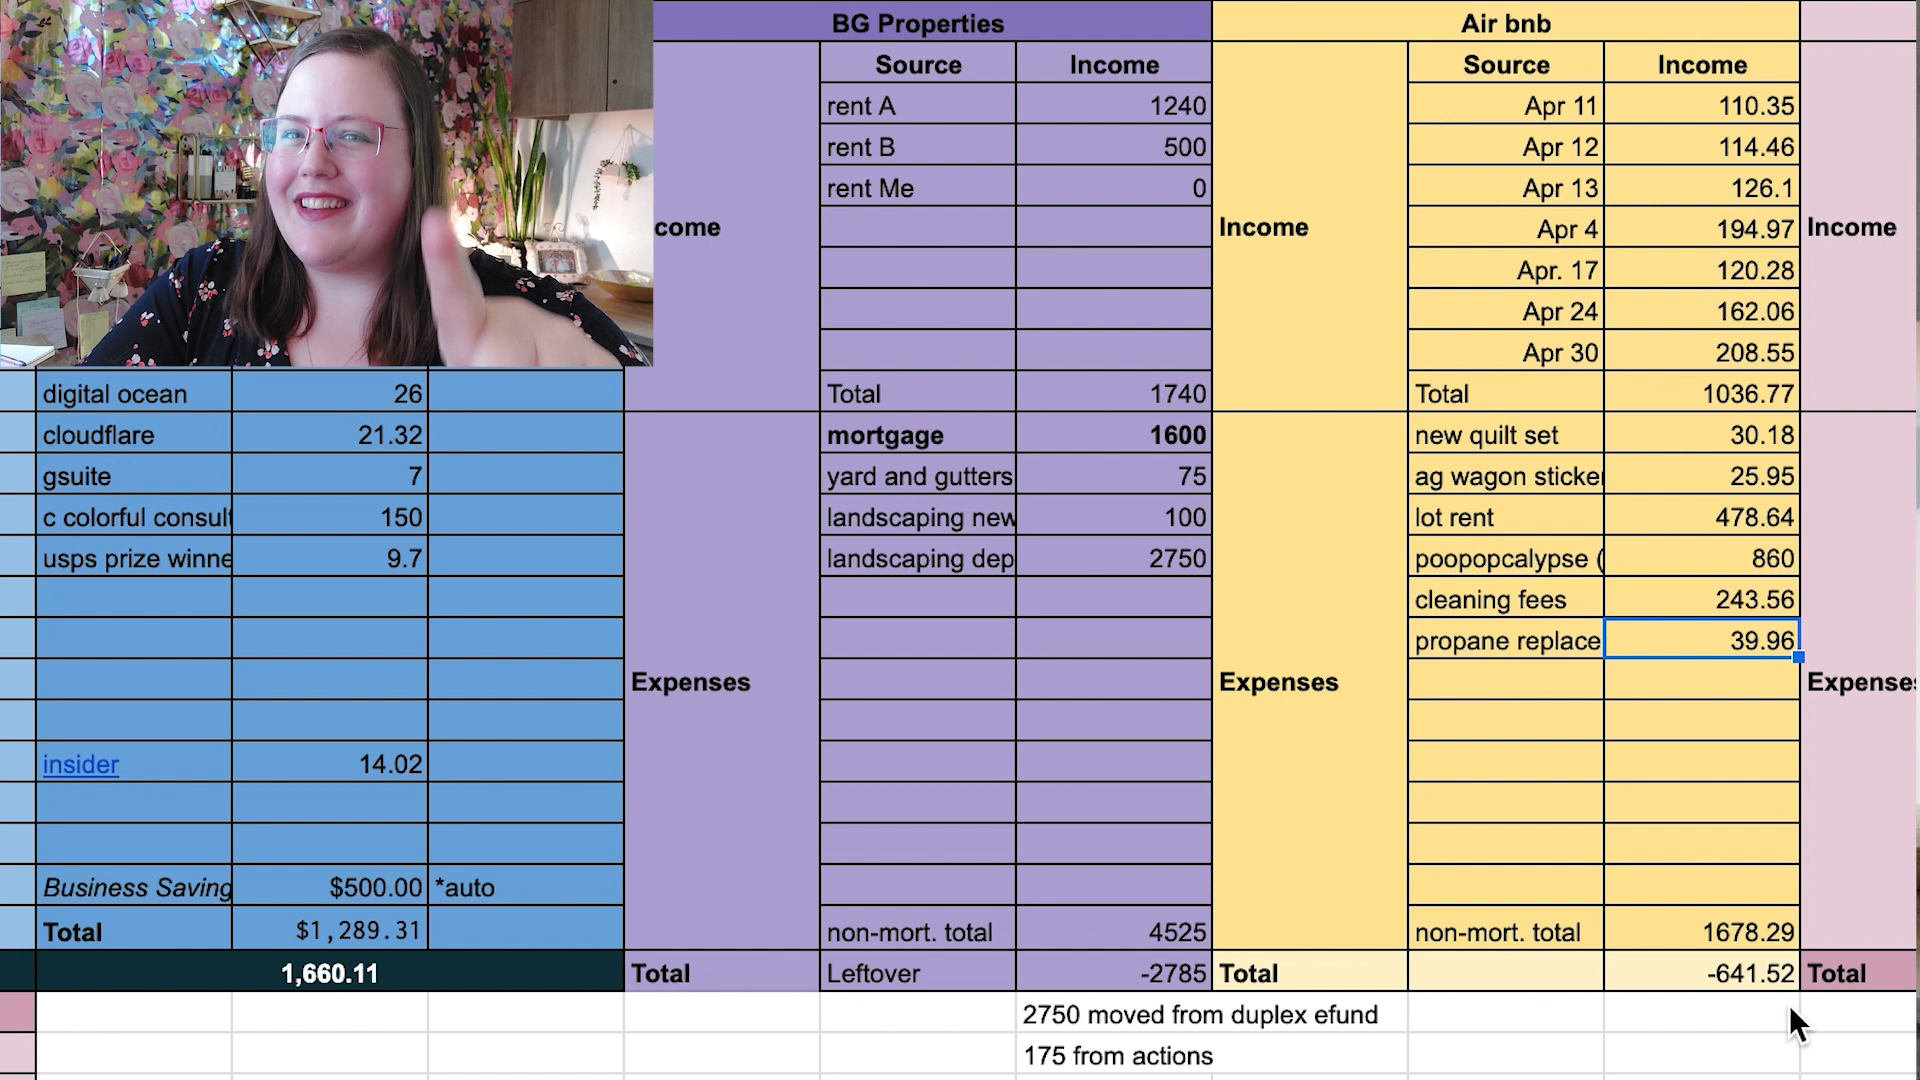 BG Properties Air bnb
Source Income Source Income
rent A 1240 Apr 11 110.35
rent B 500 Apr 12 114.46
rent Me 0 Apr 13 126.1
come Income Apr 4 194.97 Income
Apr. 17 120.28
Apr 24 162.06
Apr 30 208.55
digital ocean 26 Total 1740 Total 1036.77
cloudflare 21.32 mortgage 1600 new quilt set 30.18
gsuite 7 yard and gutters 75 ag wagon sticker 25.95
c colorful consult 150 landscaping new 100 lot rent 478.64
usps prize winne 9.7 landscaping dep 2750 poopopcalypse ( 860
cleaning fees 243.56
propane replace 39.96
Expenses Expenses Expenses
insider 14.02
Business Saving $500.00 *auto
Total $1,289.31 non-mort. total 4525 non-mort. total 1678.29
1,660.11 Total Leftover -2785 Total -641.52 Total
2750 moved from duplex efund
175 from actions